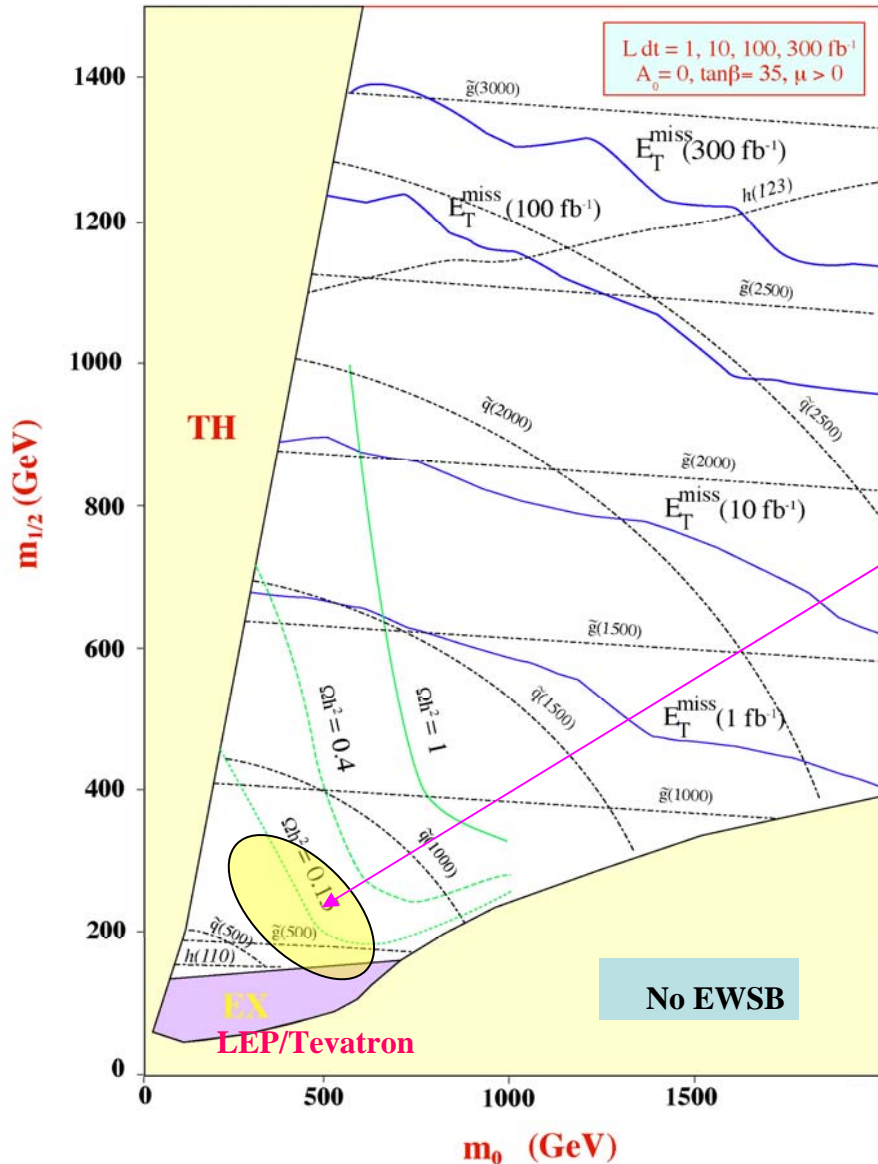 L dt = 1, 10, 100, 300 fb⁻¹
A₀ = 0, tanβ= 35, μ > 0
1400
g̃(3000)
E_T^miss (300 fb⁻¹)
h(123)
E_T^miss (100 fb⁻¹)
1200
g̃(2500)
1000
q̃(2000)
q̃(2500)
TH
g̃(2000)
m₁/₂ (GeV)
800
E_T^miss (10 fb⁻¹)
600
g̃(1500)
Ωh² = 0.4
Ωh² = 1
q̃(1500)
E_T^miss (1 fb⁻¹)
400
g̃(1000)
Ωh² = 0.15
q̃(1000)
200
q̃(500)
g̃(500)
h(110)
EX
No EWSB
LEP/Tevatron
0
0
500
1000
1500
m₀ (GeV)